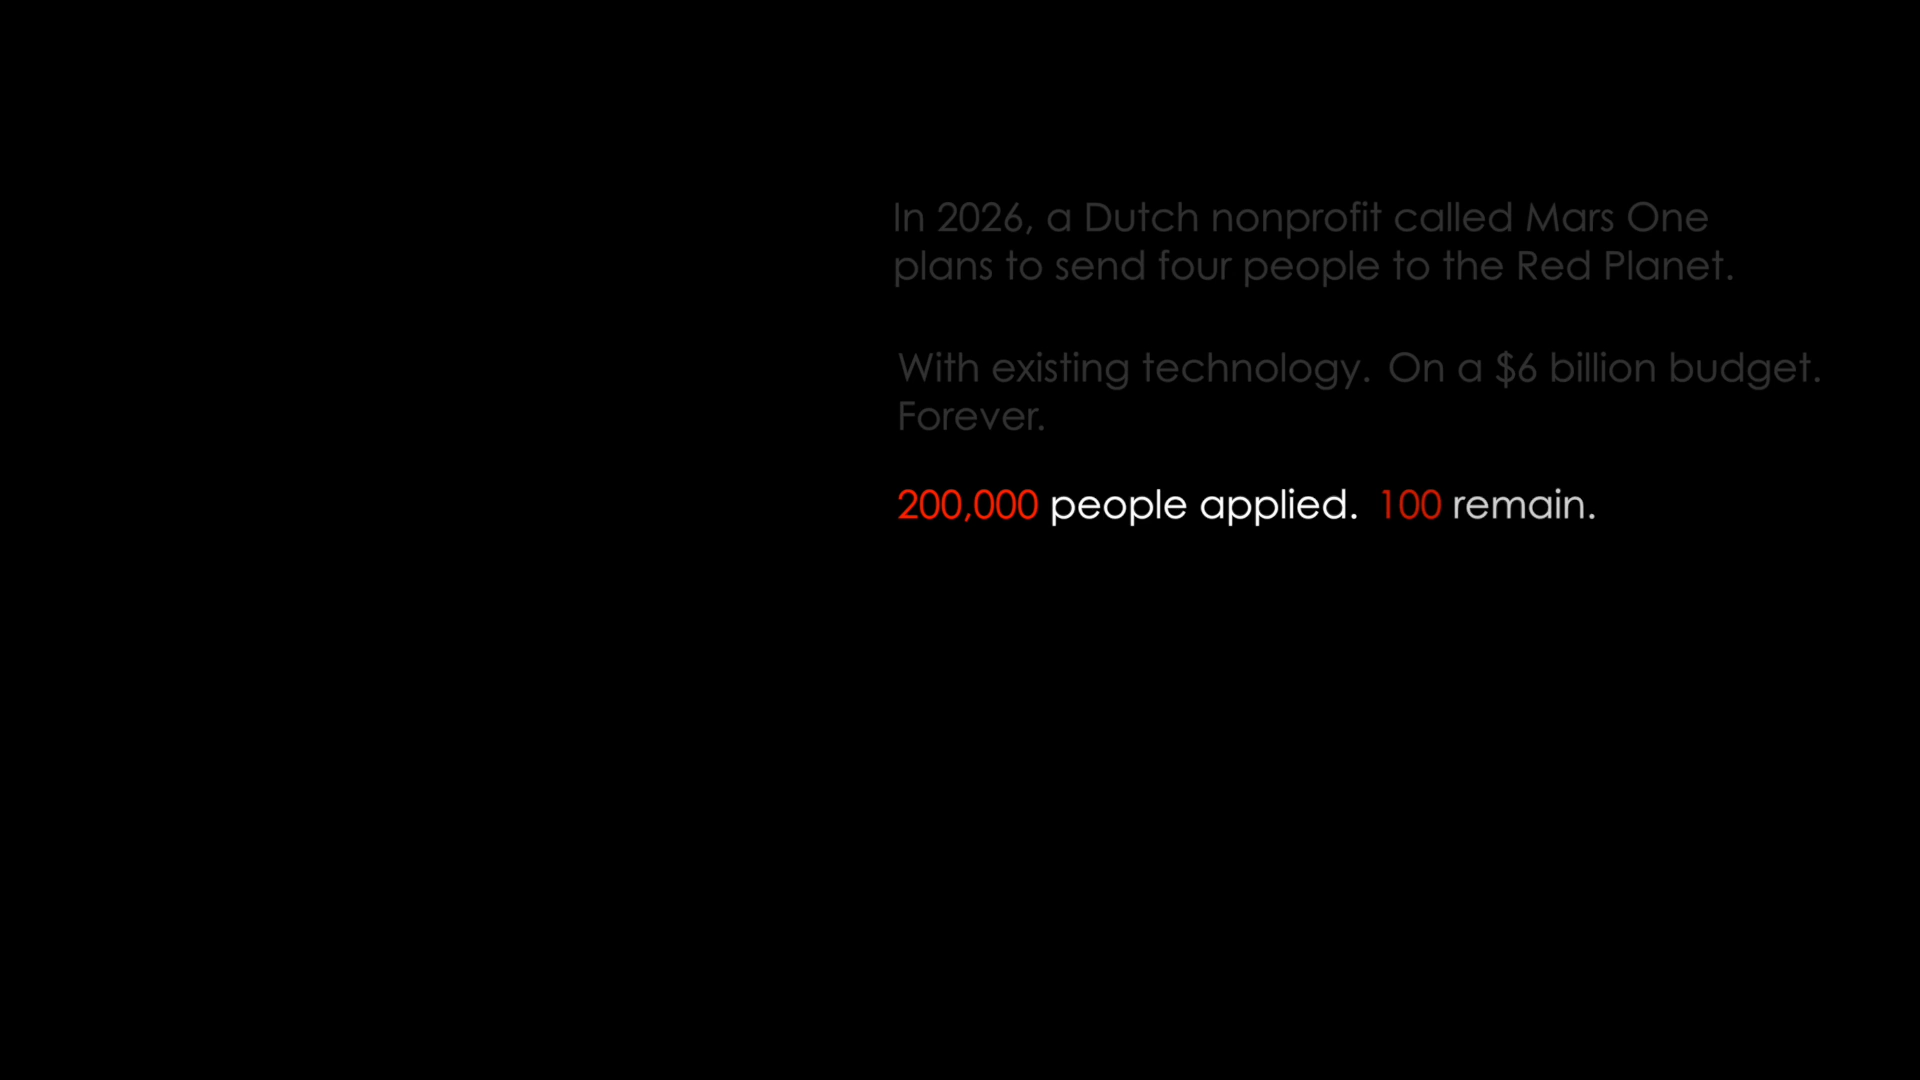 In 2026, a Dutch nonprofit called Mars One
plans to send four people to the Red Planet.
With existing technology. On a $6 billion budget.
Forever.
200,000 people applied. 100 remain.